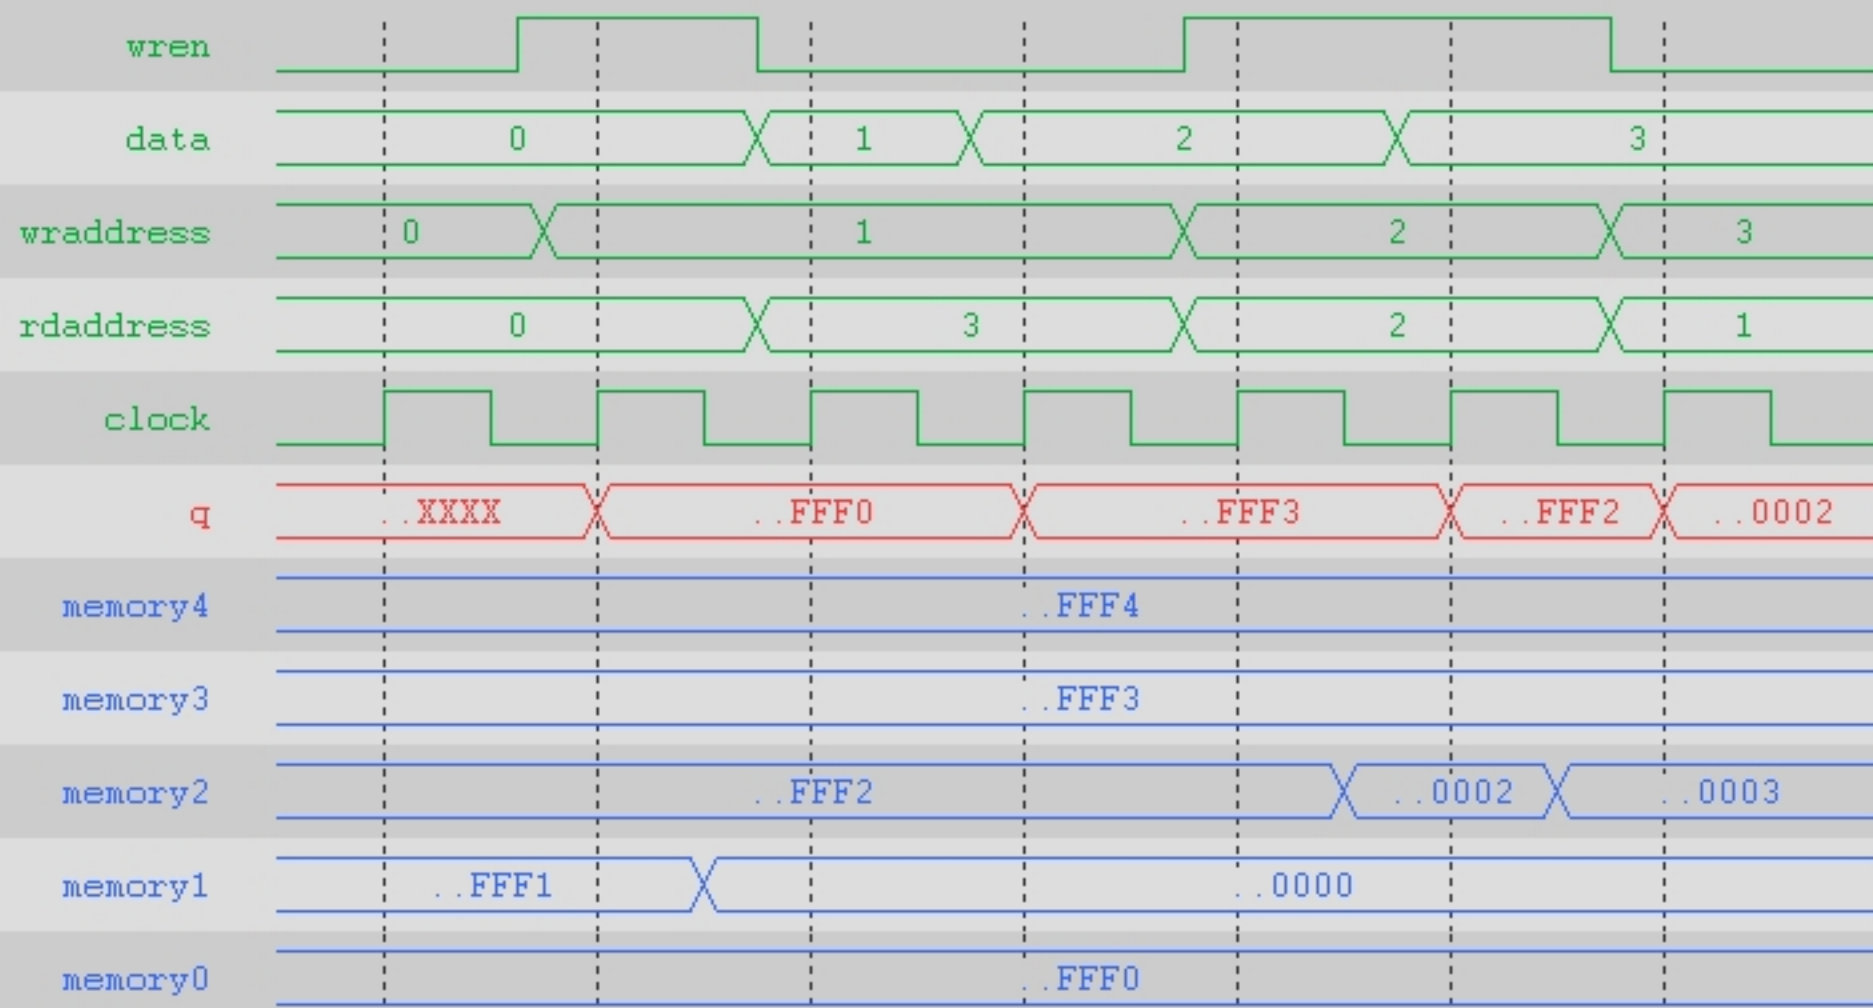 wren
data 0 1 2 3
wraddress 0 1 2 3
rdaddress 0 3 2 1
clock
q ..XXXX ..FFF0 ..FFF3 ..FFF2 ..0002
memory4 ..FFF4
memory3 ..FFF3
memory2 ..FFF2 ..0002 ..0003
memory1 ..FFF1 ..0000
memory0 ..FFF0